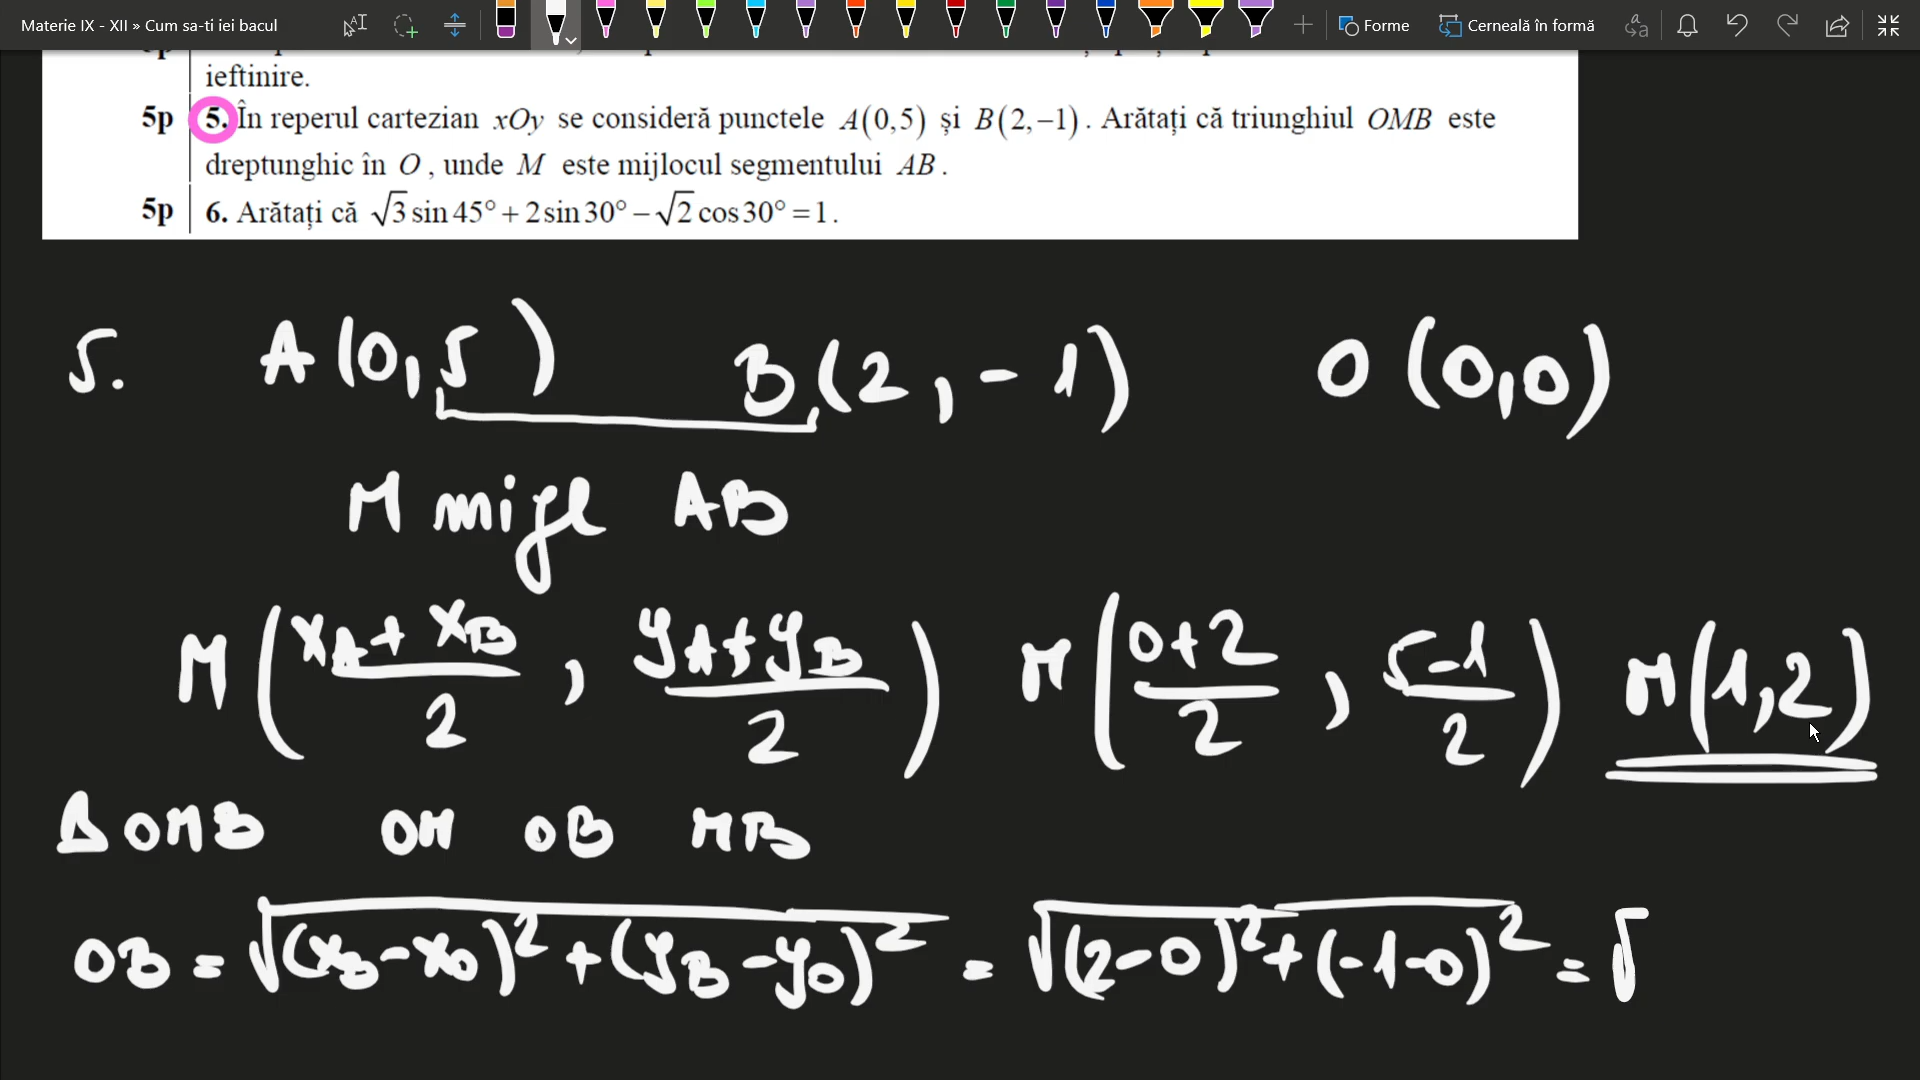 Materie IX - XII » Cum sa-ti iei bacul Forme Cerneală în formă
ieftinire.
5p 5. În reperul cartezian xOy se consideră punctele A(0,5) și B(2,−1). Arătați că triunghiul OMB este
dreptunghic în O, unde M este mijlocul segmentului AB.
5p 6. Arătați că √3 sin 45° + 2 sin 30° − √2 cos 30° = 1.
5. A(0,5) B(2,-1) O(0,0)
M mijl AB
M((xA+xB)/2, (yA+yB)/2) M((0+2)/2, (5-1)/2) M(1,2)
ΔOMB OM OB MB
OB = √((xB-xO)² + (yB-yO)²) = √((2-0)² + (-1-0)²) = √